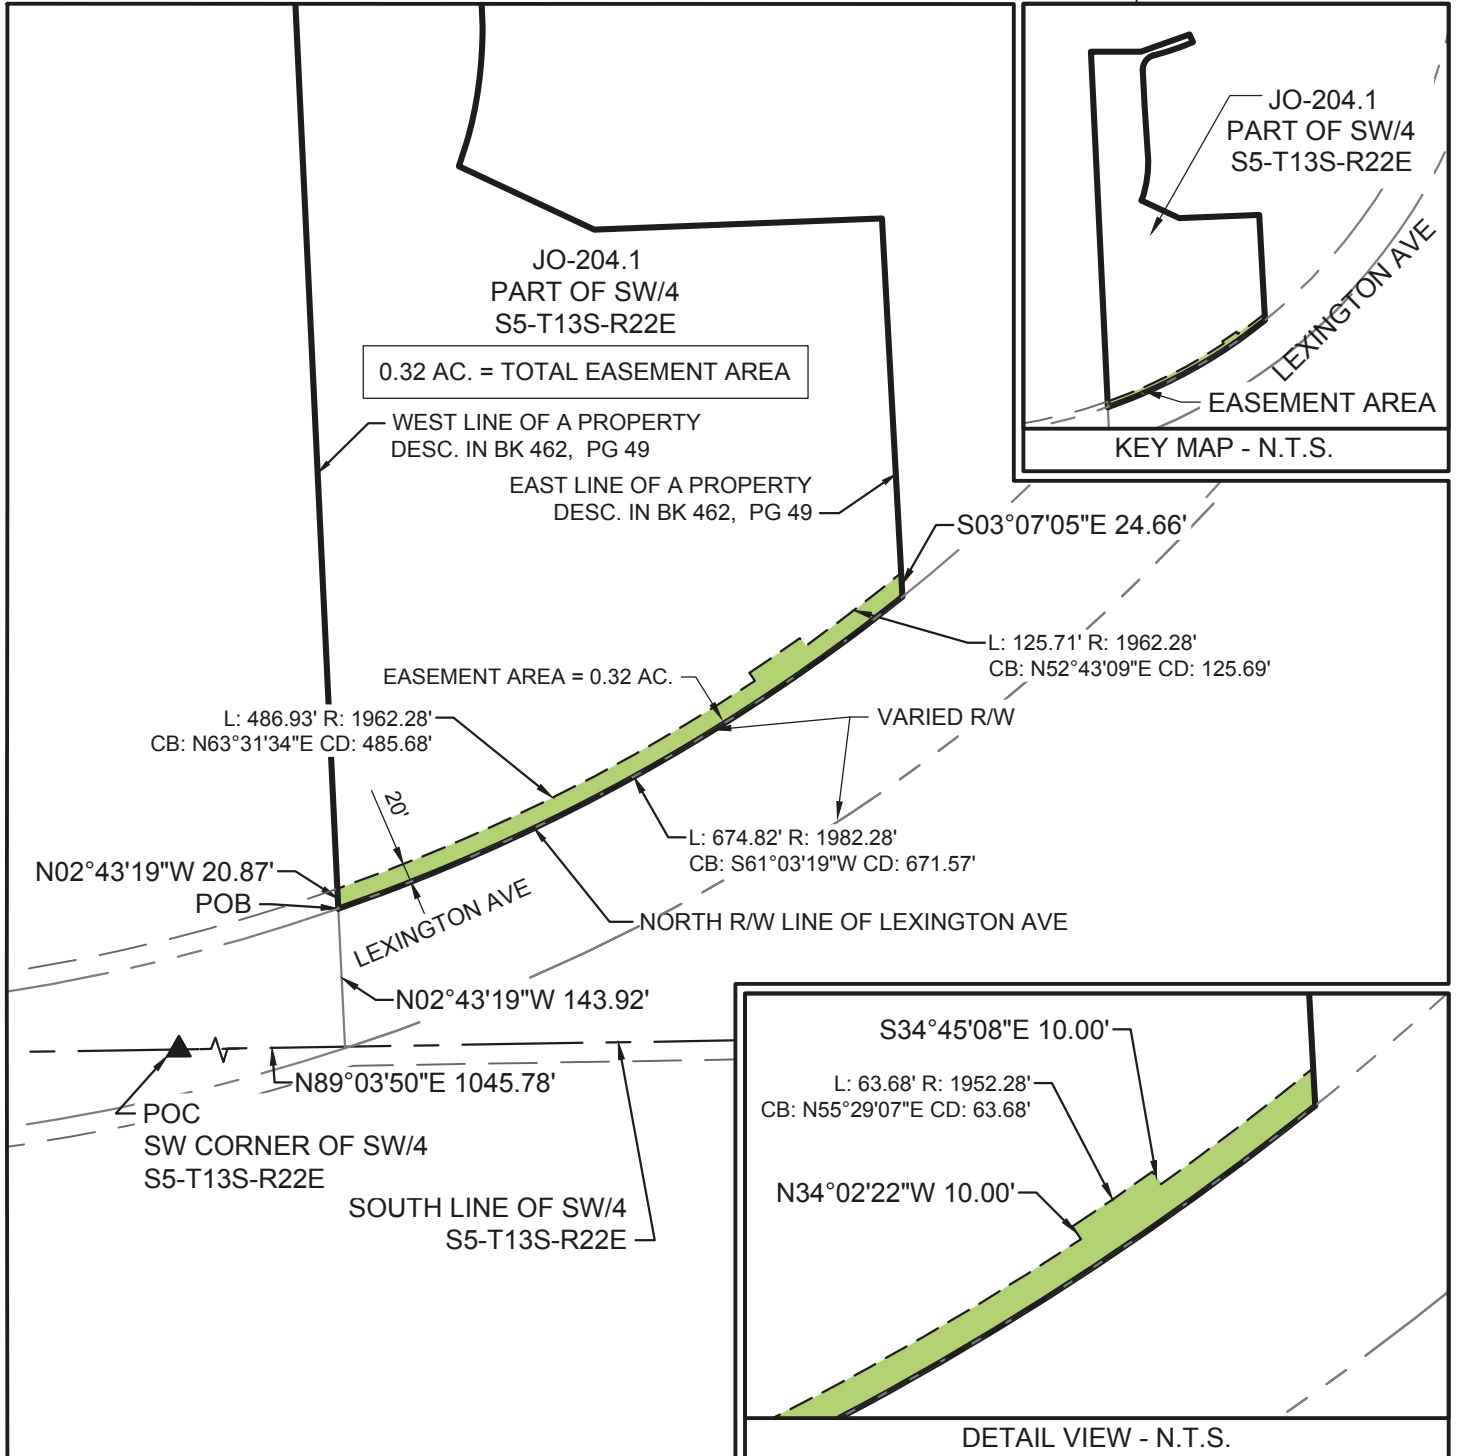 JO-204.1
PART OF SW/4
S5-T13S-R22E
0.32 AC. = TOTAL EASEMENT AREA
WEST LINE OF A PROPERTY
DESC. IN BK 462, PG 49
EAST LINE OF A PROPERTY
DESC. IN BK 462, PG 49
JO-204.1
PART OF SW/4
S5-T13S-R22E
LEXINGTON AVE
EASEMENT AREA
KEY MAP - N.T.S.
S03°07'05"E 24.66'
L: 125.71' R: 1962.28'
CB: N52°43'09"E CD: 125.69'
EASEMENT AREA = 0.32 AC.
VARIED R/W
L: 486.93' R: 1962.28'
CB: N63°31'34"E CD: 485.68'
20'
L: 674.82' R: 1982.28'
CB: S61°03'19"W CD: 671.57'
N02°43'19"W 20.87'
POB
LEXINGTON AVE
NORTH R/W LINE OF LEXINGTON AVE
N02°43'19"W 143.92'
N89°03'50"E 1045.78'
POC
SW CORNER OF SW/4
S5-T13S-R22E
SOUTH LINE OF SW/4
S5-T13S-R22E
S34°45'08"E 10.00'
L: 63.68' R: 1952.28'
CB: N55°29'07"E CD: 63.68'
N34°02'22"W 10.00'
DETAIL VIEW - N.T.S.